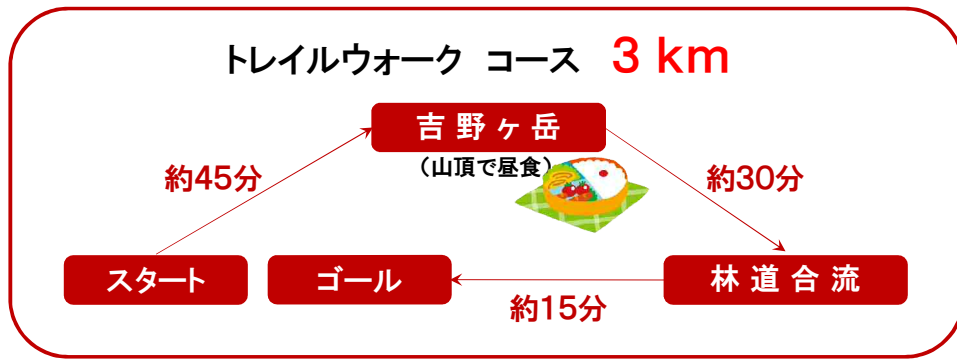 トレイルウォーク コース 3 km
吉野ヶ岳
(山頂で昼食)
約45分
約30分
スタート
ゴール
林道合流
約15分